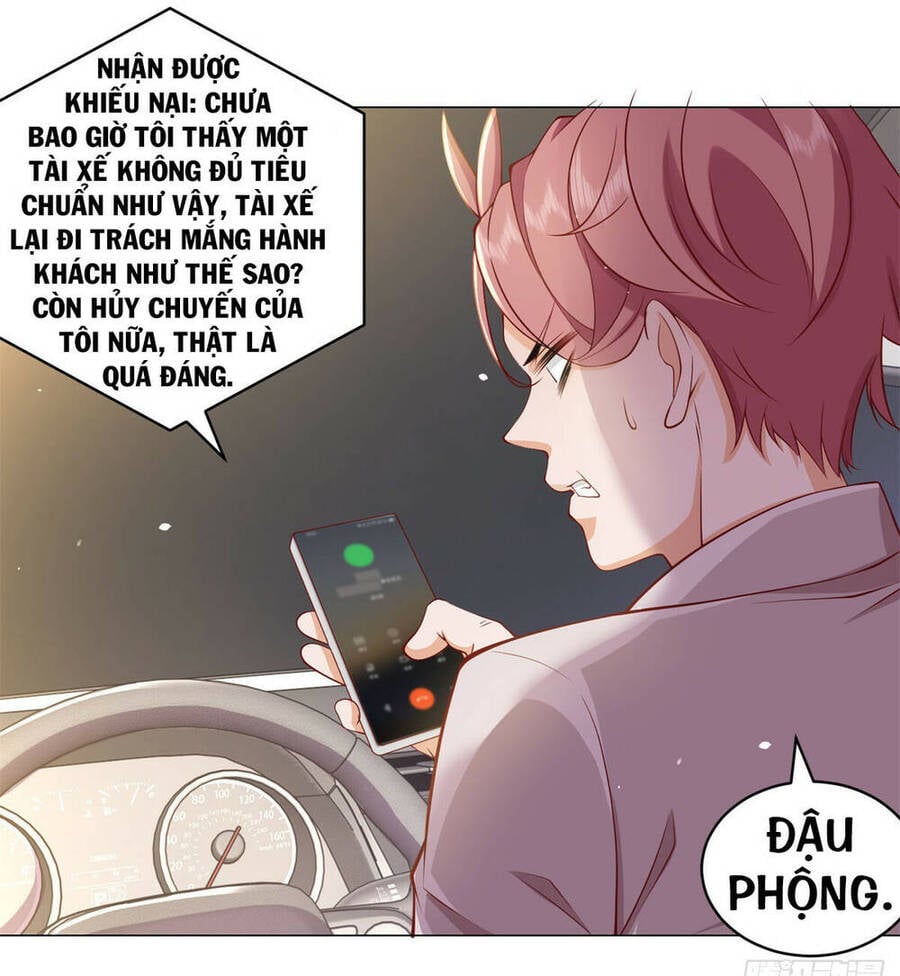 NHẬN ĐƯỢC
KHIẾU NẠI: CHƯA
BAO GIỜ TÔI THẤY MỘT
TÀI XẾ KHÔNG ĐỦ TIÊU
CHUẨN NHƯ VẬY, TÀI XẾ
LẠI ĐI TRÁCH MẮNG HÀNH
KHÁCH NHƯ THẾ SAO?
CÒN HỦY CHUYẾN CỦA
TÔI NỮA, THẬT LÀ
QUÁ ĐÁNG.
ĐẬU
PHỘNG.